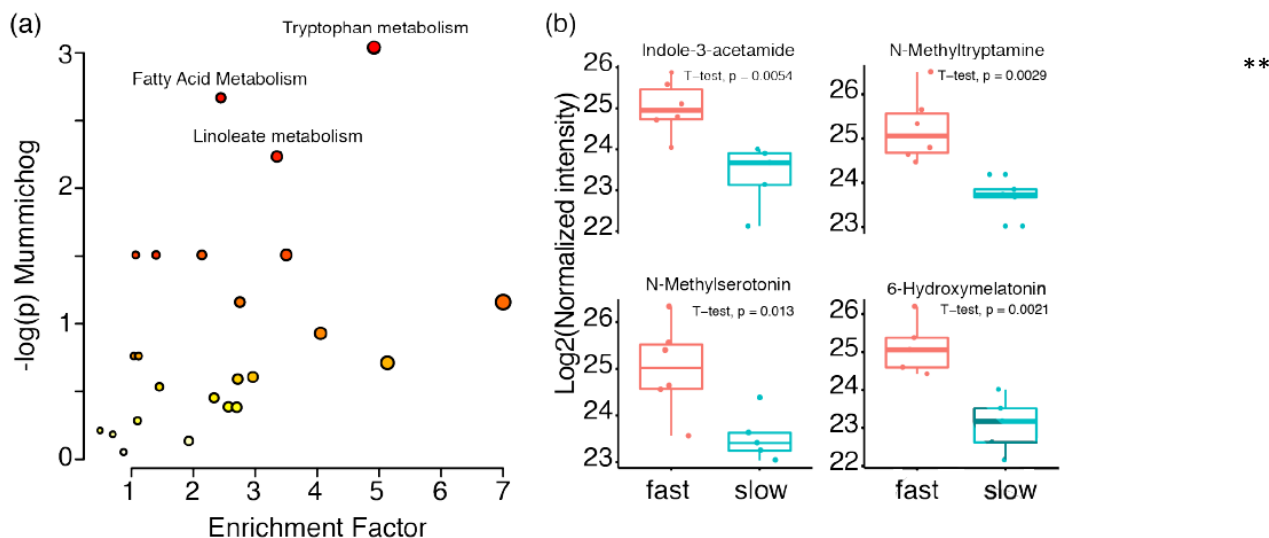 (a)
Tryptophan metabolism
Fatty Acid Metabolism
Linoleate metabolism
-log(p) Mummichog
3
2
1
0
1 2 3 4 5 6 7
Enrichment Factor
(b)
Log2(Normalized intensity)
Indole-3-acetamide
T-test, p = 0.0054
26
25
24
23
22
N-Methyltryptamine
T-test, p = 0.0029
26
25
24
23
N-Methylserotonin
T-test, p = 0.013
26
25
24
23
fast slow
6-Hydroxymelatonin
T-test, p = 0.0021
26
25
24
23
22
fast slow
**